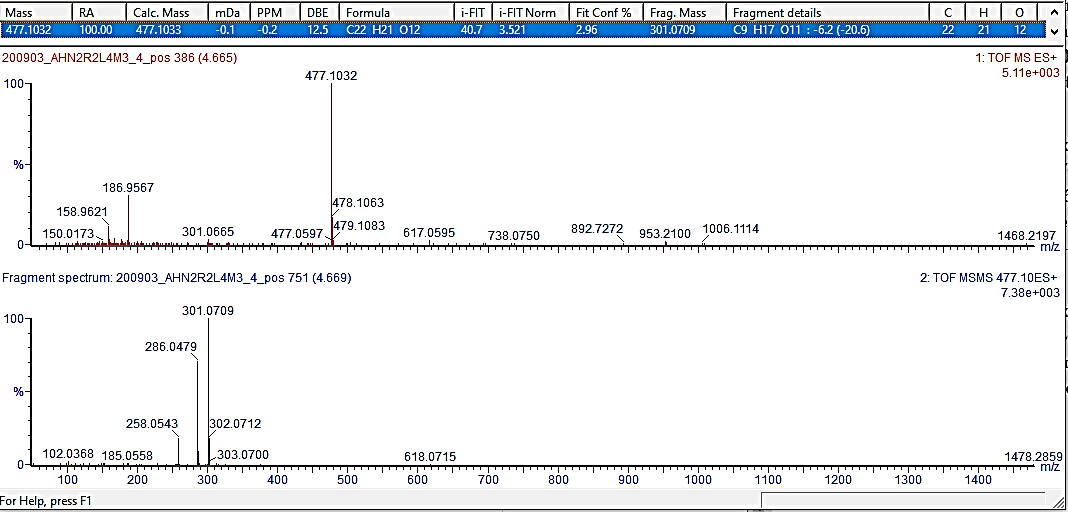 Mass RA Calc. Mass mDa PPM DBE Formula i-FIT i-FIT Norm Fit Conf % Frag. Mass Fragment details C H O
477.1032 100.00 477.1033 -0.1 -0.2 12.5 C22 H21 O12 40.7 3.521 2.96 301.0709 C9 H17 O11 : -6.2 (-20.6) 22 21 12
200903_AHN2R2L4M3_4_pos 386 (4.665) 1: TOF MS ES+
5.11e+003
100
%
0
477.1032
186.9567
478.1063
158.9621
150.0173
301.0665
477.0597
479.1083
617.0595
738.0750
892.7272
953.2100
1006.1114
1468.2197
m/z
Fragment spectrum: 200903_AHN2R2L4M3_4_pos 751 (4.669) 2: TOF MSMS 477.10ES+
7.38e+003
100
%
0
301.0709
286.0479
258.0543
302.0712
102.0368
185.0558
303.0700
618.0715
1478.2859
m/z
100 200 300 400 500 600 700 800 900 1000 1100 1200 1300 1400
For Help, press F1